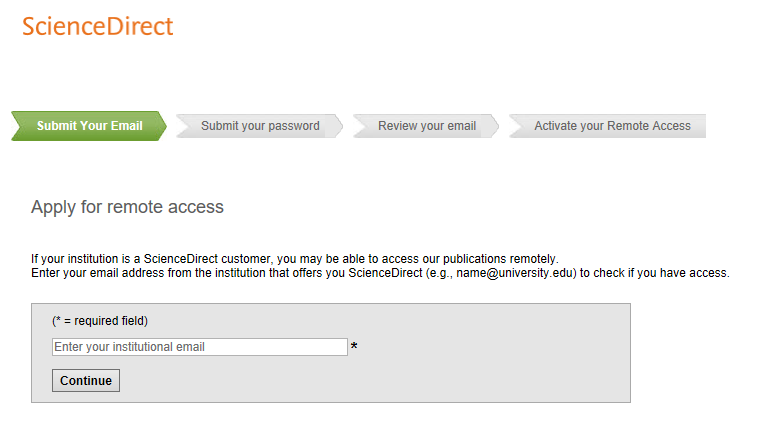 ScienceDirect
Submit Your Email
Submit your password
Review your email
Activate your Remote Access
Apply for remote access
If your institution is a ScienceDirect customer, you may be able to access our publications remotely.
Enter your email address from the institution that offers you ScienceDirect (e.g., name@university.edu) to check if you have access.
(* = required field)
Enter your institutional email *
Continue